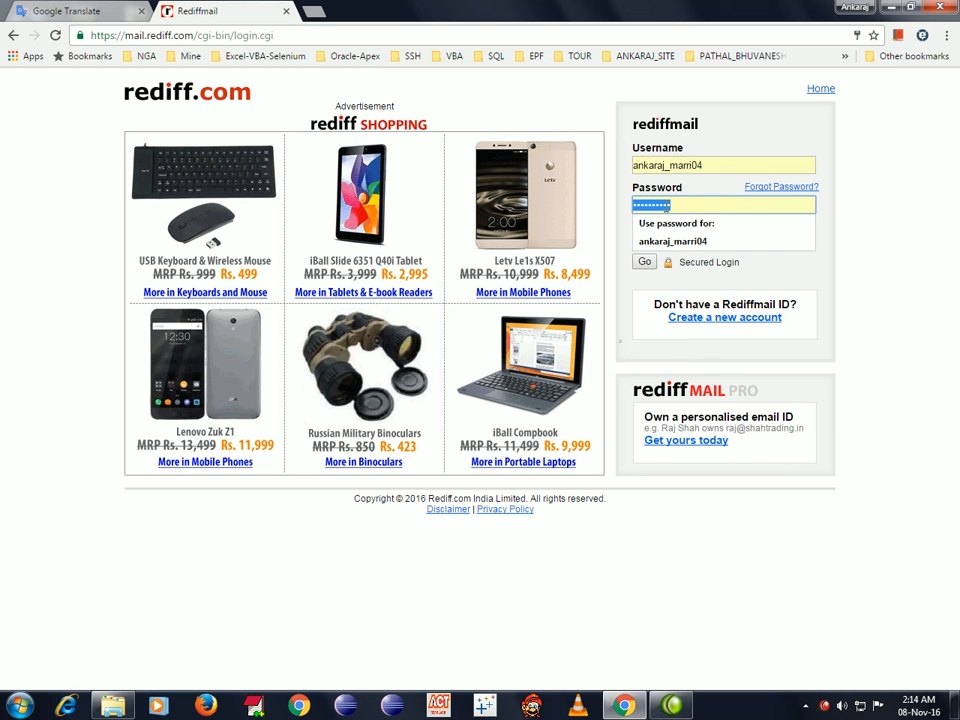 Google Translate
Rediffmail
Ankaraj
https://mail.rediff.com/cgi-bin/login.cgi
Apps
Bookmarks
NGA
Mine
Excel-VBA-Selenium
Oracle-Apex
SSH
VBA
SQL
EPF
TOUR
ANKARAJ_SITE
PATHAL_BHUVANESH
»
Other bookmarks
rediff.com
Home
Advertisement
rediff SHOPPING
USB Keyboard & Wireless Mouse
MRP Rs. 999 Rs. 499
More in Keyboards and Mouse
iBall Slide 6351 Q40i Tablet
MRP Rs. 3,999 Rs. 2,995
More in Tablets & E-book Readers
Letv
2:00
Letv Le1s X507
MRP Rs. 10,999 Rs. 8,499
More in Mobile Phones
12:30
Lenovo Zuk Z1
MRP Rs. 13,499 Rs. 11,999
More in Mobile Phones
Russian Military Binoculars
MRP Rs. 850 Rs. 423
More in Binoculars
iBall Compbook
MRP Rs. 11,499 Rs. 9,999
More in Portable Laptops
rediffmail
Username
ankaraj_marri04
Password Forgot Password?
••••••••••
Use password for:
ankaraj_marri04
Go Secured Login
Don't have a Rediffmail ID?
Create a new account
rediff MAIL PRO
Own a personalised email ID
e.g. Raj Shah owns raj@shahtrading.in
Get yours today
Copyright © 2016 Rediff.com India Limited. All rights reserved.
Disclaimer | Privacy Policy
ACT
2:14 AM
08-Nov-16